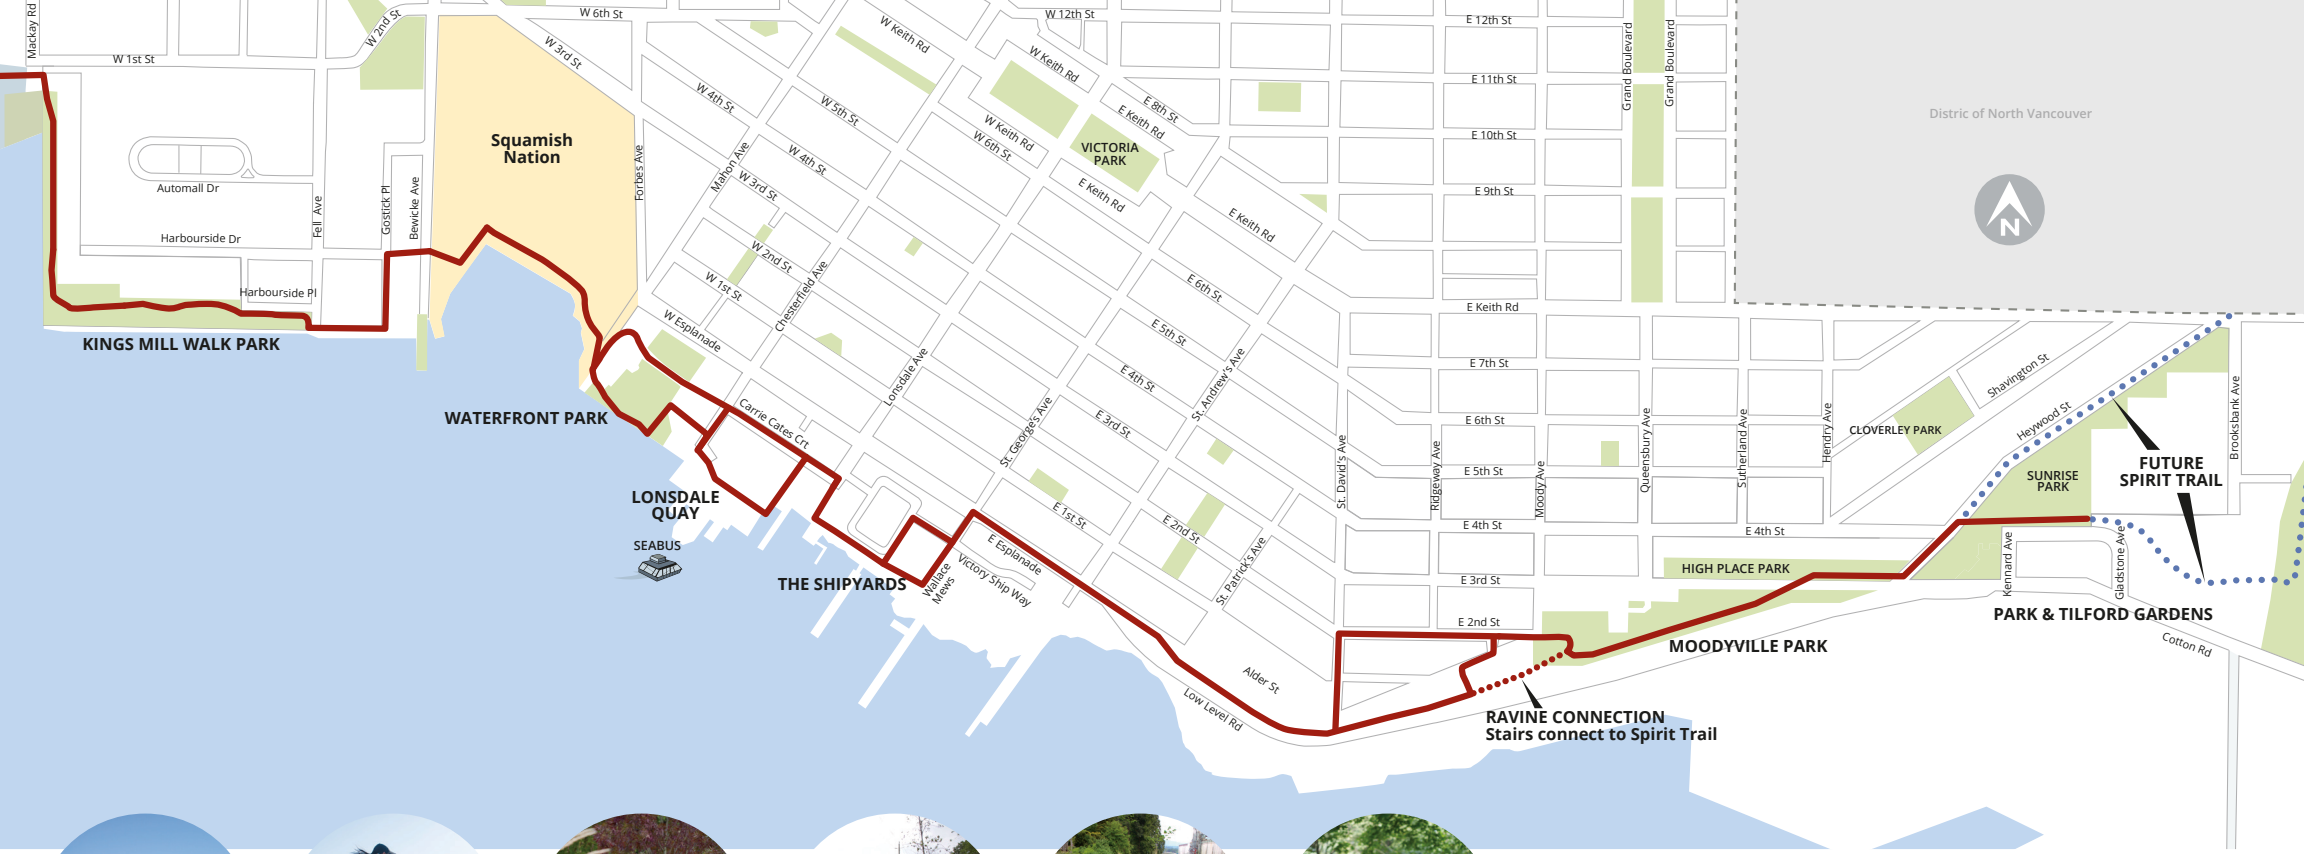 Mackay Rd
W 1st St
W 2nd St
W 6th St
W 3rd St
W Keith Rd
W 12th St
W Keith Rd
E 12th St
Grand Boulevard
Grand Boulevard
E 11th St
E 8th St
E Keith Rd
E 10th St
E 9th St
Distric of North Vancouver
N
Squamish
Nation
W 4th St
W 5th St
W Keith Rd
W 6th St
VICTORIA
PARK
E Keith Rd
E Keith Rd
Automall Dr
Harbourside Dr
Harbourside Pl
Fell Ave
Gostick Pl
Bewicke Ave
Forbes Ave
Mahon Ave
W 4th St
W 3rd St
W 2nd St
W 1st St
W Esplanade
Chesterfield Ave
E 6th St
E 5th St
E 4th St
E 3rd St
E Keith Rd
E 7th St
E 6th St
E 5th St
E 4th St
E 3rd St
E 2nd St
KINGS MILL WALK PARK
WATERFRONT PARK
Carrie Cates Crt
Lonsdale Ave
St. George's Ave
St. Andrew's Ave
St. David's Ave
Ridgeway Ave
Moody Ave
Queensbury Ave
Sutherland Ave
Hendry Ave
CLOVERLEY PARK
Shavington St
Heywood St
Brooksbank Ave
SUNRISE
PARK
FUTURE
SPIRIT TRAIL
LONSDALE
QUAY
SEABUS
THE SHIPYARDS
Wallace
Mews
Victory Ship Way
E Esplanade
E 1st St
E 2nd St
St. Patrick's Ave
E 4th St
HIGH PLACE PARK
Kennard Ave
Gladstone Ave
PARK & TILFORD GARDENS
Cotton Rd
MOODYVILLE PARK
Alder St
Low Level Rd
RAVINE CONNECTION
Stairs connect to Spirit Trail